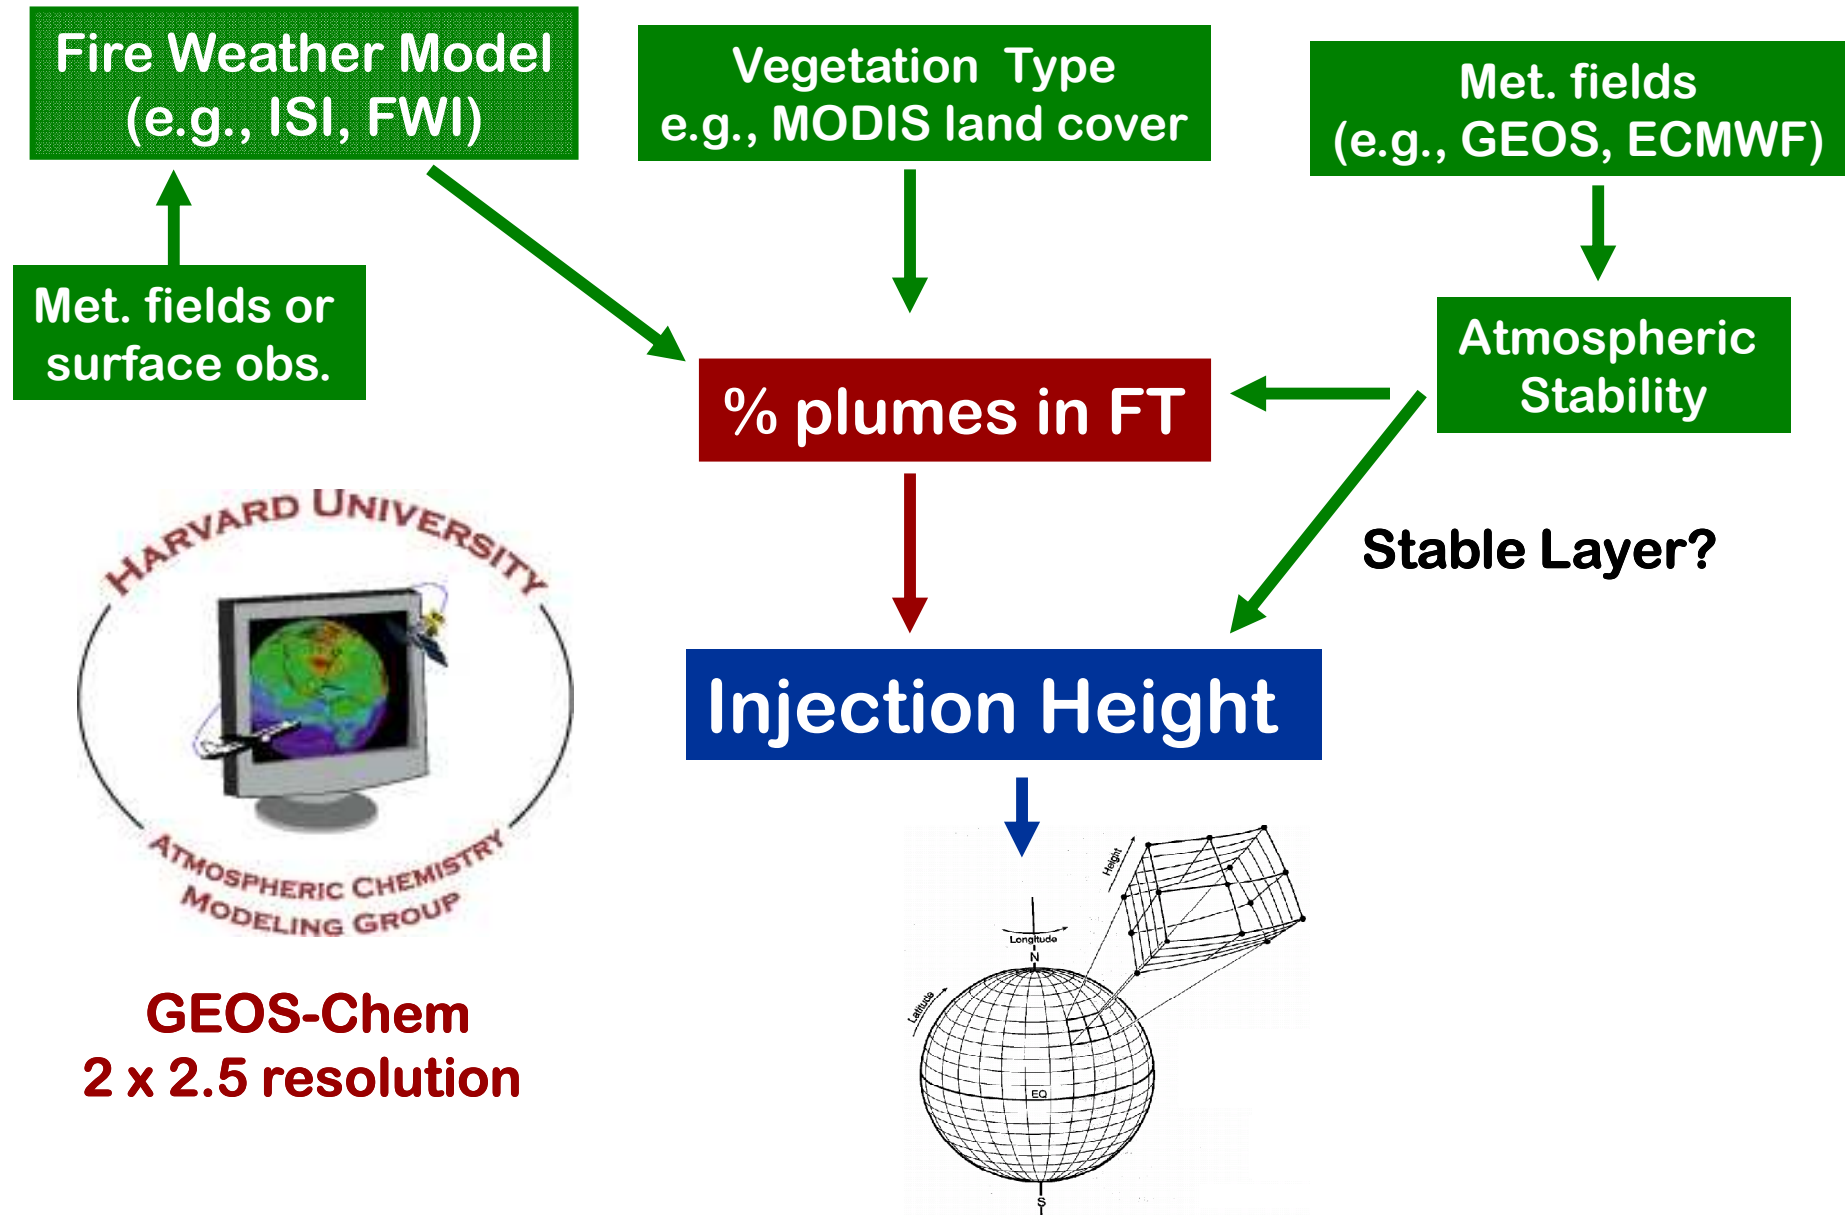 Fire Weather Model
(e.g., ISI, FWI)
Vegetation Type
e.g., MODIS land cover
Met. fields
(e.g., GEOS, ECMWF)
Met. fields or
surface obs.
Atmospheric
Stability
% plumes in FT
Stable Layer?
Injection Height
HARVARD UNIVERSITY
ATMOSPHERIC CHEMISTRY
MODELING GROUP
GEOS-Chem
2 x 2.5 resolution
Height
Longitude
N
Latitude
EQ
S